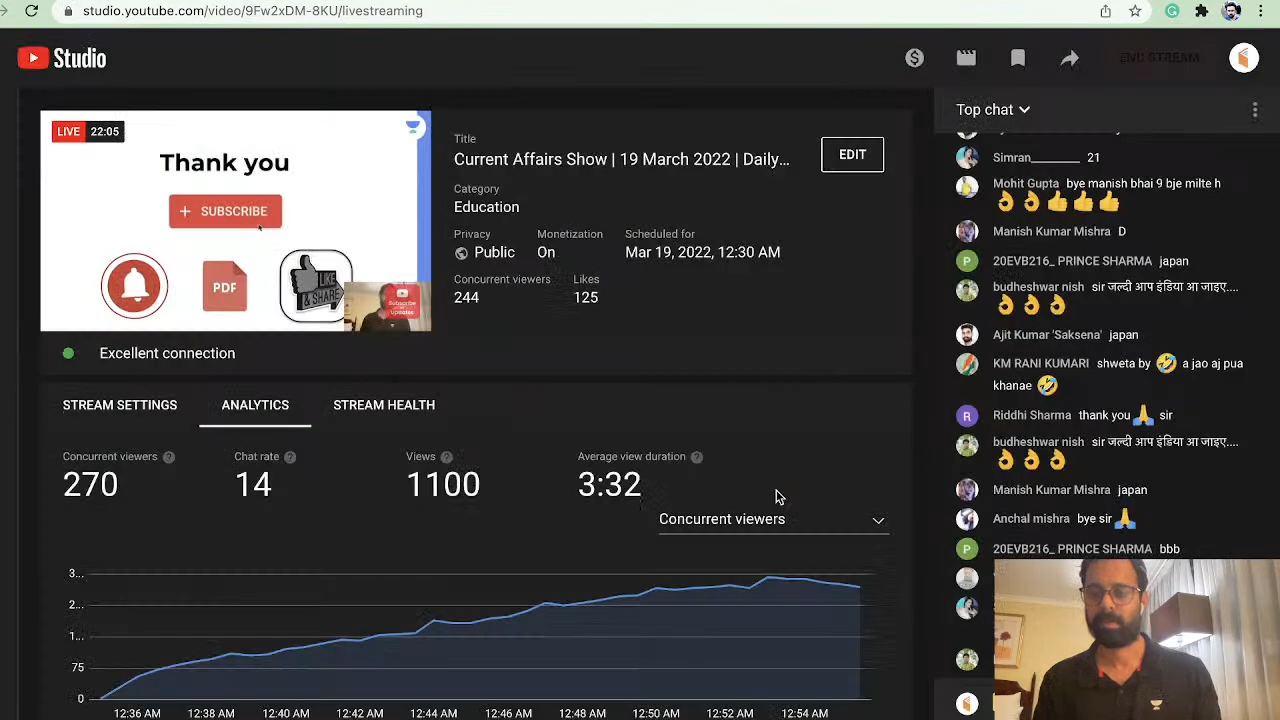 studio.youtube.com/video/9Fw2xDM-8KU/livestreaming
Studio
END STREAM
LIVE 22:05
Thank you
+ SUBSCRIBE
PDF
LIKE
& SHARE
Subscribe
Updates
Title
Current Affairs Show | 19 March 2022 | Daily...
EDIT
Category
Education
Privacy Monetization Scheduled for
Public On Mar 19, 2022, 12:30 AM
Concurrent viewers Likes
244 125
Excellent connection
STREAM SETTINGS ANALYTICS STREAM HEALTH
Concurrent viewers ? Chat rate ? Views ? Average view duration ?
270 14 1100 3:32
Concurrent viewers
3...
2...
1...
75
0
12:36 AM 12:38 AM 12:40 AM 12:42 AM 12:44 AM 12:46 AM 12:48 AM 12:50 AM 12:52 AM 12:54 AM
Top chat
Simran________ 21
Mohit Gupta bye manish bhai 9 bje milte h
👌👌👍👍👍
Manish Kumar Mishra D
P 20EVB216_ PRINCE SHARMA japan
budheshwar nish sir जल्दी आप इंडिया आ जाइए....
👌👌👌
Ajit Kumar 'Saksena' japan
KM RANI KUMARI shweta by 🤣 a jao aj pua
khanae 🤣
R Riddhi Sharma thank you 🙏 sir
budheshwar nish sir जल्दी आप इंडिया आ जाइए....
👌👌👌
Manish Kumar Mishra japan
Anchal mishra bye sir 🙏
P 20EVB216_ PRINCE SHARMA bbb